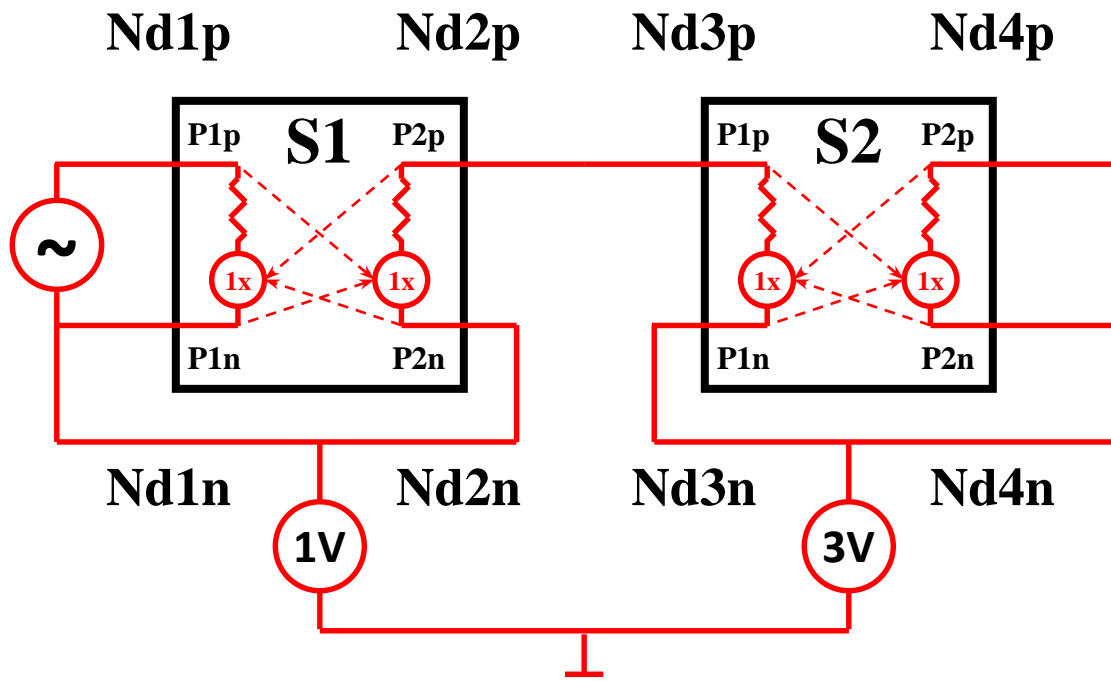 Nd1p Nd2p Nd3p Nd4p
P1p S1 P2p P1p S2 P2p
~
1x 1x 1x 1x
P1n P2n P1n P2n
Nd1n Nd2n Nd3n Nd4n
1V 3V